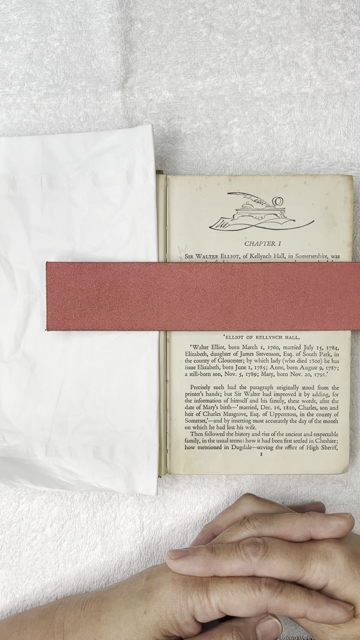 CHAPTER I
SIR WALTER ELLIOT, of Kellynch Hall, in Somersetshire, was
"ELLIOT OF KELLYNCH HALL.
"Walter Elliot, born March 1, 1760, married July 15, 1784,
Elizabeth, daughter of James Stevenson, Esq. of South Park, in
the county of Gloucester; by which lady (who died 1800) he has
issue Elizabeth, born June 1, 1785; Anne, born August 9, 1787;
a still-born son, Nov. 5, 1789; Mary, born Nov. 20, 1791."
Precisely such had the paragraph originally stood from the
printer's hands; but Sir Walter had improved it by adding, for
the information of himself and his family, these words, after the
date of Mary's birth—'married, Dec. 16, 1810, Charles, son and
heir of Charles Musgrove, Esq. of Uppercross, in the county of
Somerset,'—and by inserting most accurately the day of the month
on which he had lost his wife.
Then followed the history and rise of the ancient and respectable
family, in the usual terms: how it had been first settled in Cheshire;
how mentioned in Dugdale—serving the office of High Sheriff,
1